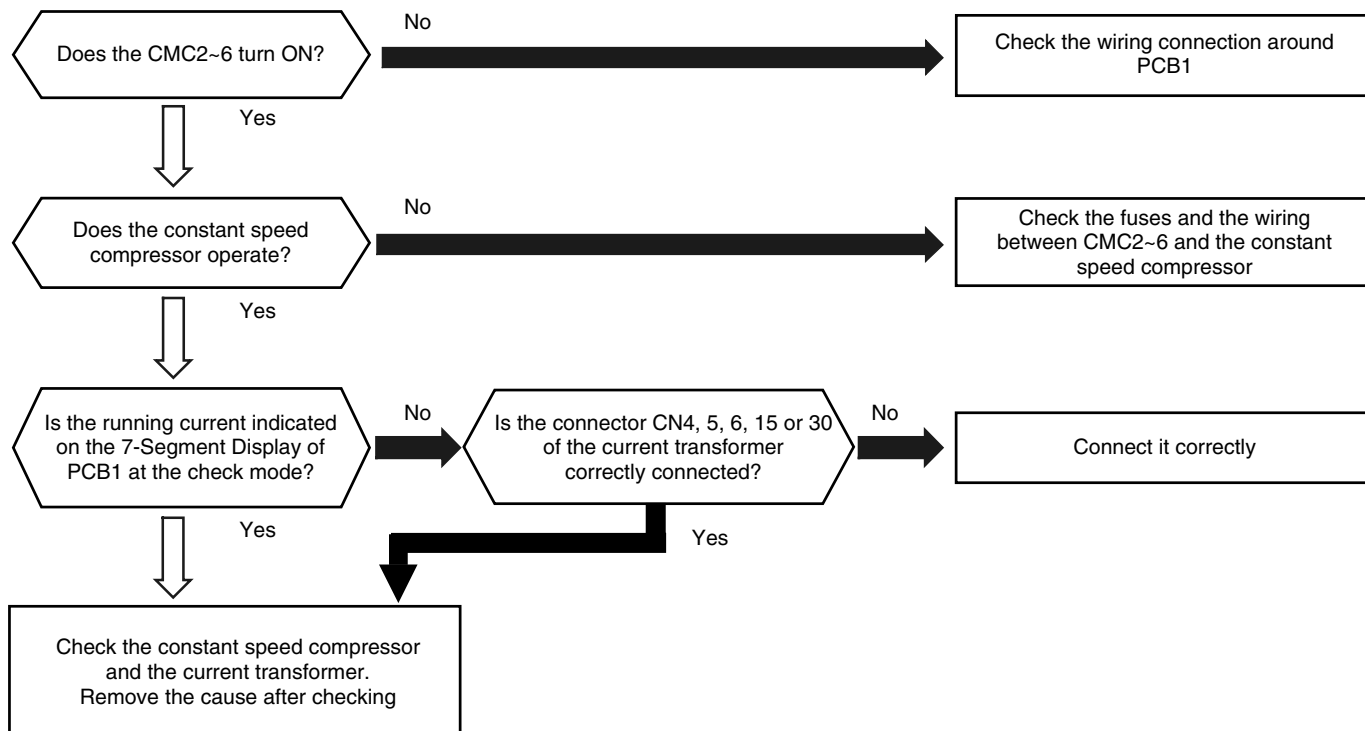 Does the CMC2~6 turn ON?
No
Check the wiring connection around
PCB1
Yes
Does the constant speed
compressor operate?
No
Check the fuses and the wiring
between CMC2~6 and the constant
speed compressor
Yes
Is the running current indicated
on the 7-Segment Display of
PCB1 at the check mode?
No
Is the connector CN4, 5, 6, 15 or 30
of the current transformer
correctly connected?
No
Connect it correctly
Yes
Yes
Check the constant speed compressor
and the current transformer.
Remove the cause after checking